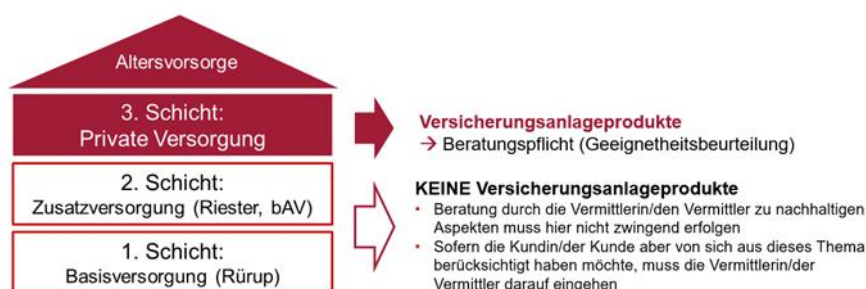 Altersvorsorge
3. Schicht:
Private Versorgung
Versicherungsanlageprodukte
→ Beratungspflicht (Geeignetheitsbeurteilung)
2. Schicht:
Zusatzversorgung (Riester, bAV)
1. Schicht:
Basisversorgung (Rürup)
KEINE Versicherungsanlageprodukte
• Beratung durch die Vermittlerin/den Vermittler zu nachhaltigen
Aspekten muss hier nicht zwingend erfolgen
• Sofern die Kundin/der Kunde aber von sich aus dieses Thema
berücksichtigt haben möchte, muss die Vermittlerin/der
Vermittler darauf eingehen